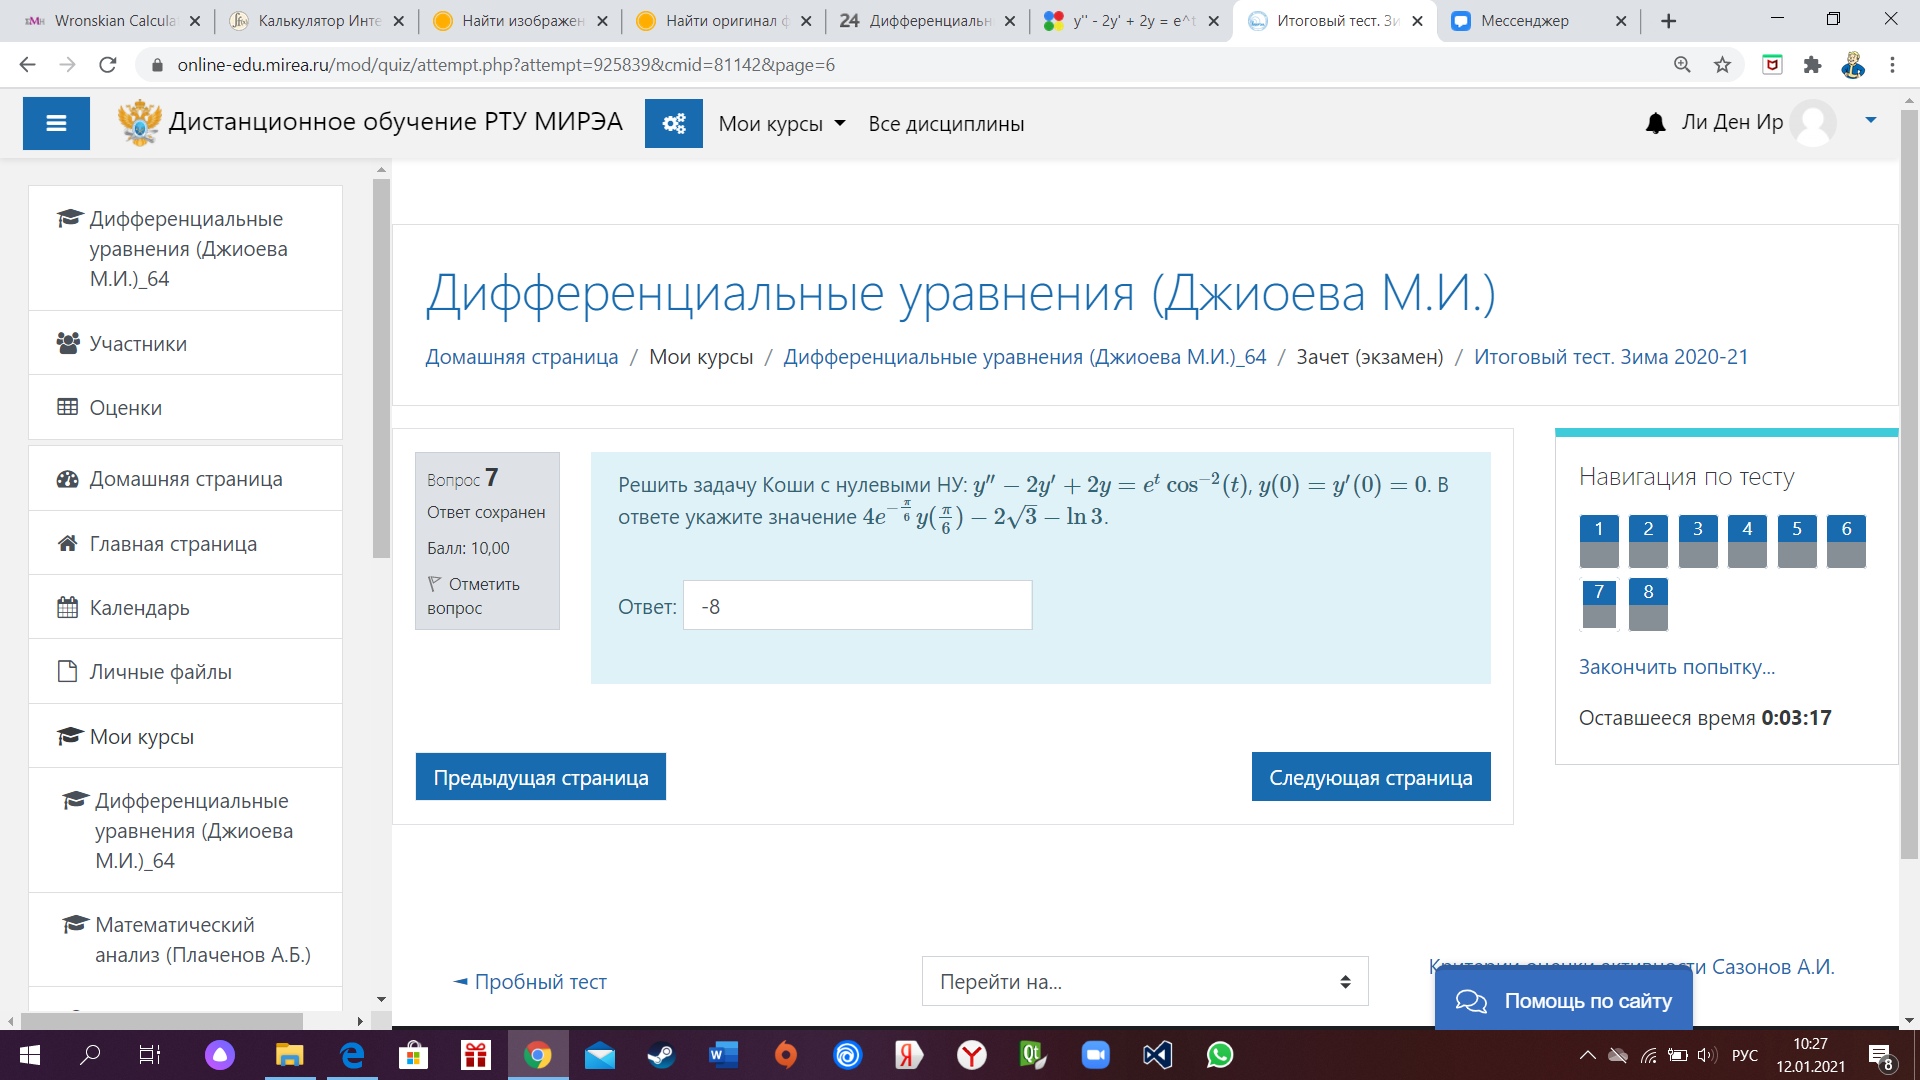 Wronskian Calcula
Калькулятор Инте
Найти изображен
Найти оригинал ф
24 Дифференциальн
y'' - 2y' + 2y = e^t
Итоговый тест. Зи
Мессенджер
online-edu.mirea.ru/mod/quiz/attempt.php?attempt=925839&cmid=81142&page=6
Дистанционное обучение РТУ МИРЭА
Мои курсы
Все дисциплины
Ли Ден Ир
Дифференциальные
уравнения (Джиоева
М.И.)_64
Участники
Оценки
Домашняя страница
Главная страница
Календарь
Личные файлы
Мои курсы
Дифференциальные
уравнения (Джиоева
М.И.)_64
Математический
анализ (Плаченов А.Б.)
Дифференциальные уравнения (Джиоева М.И.)
Домашняя страница / Мои курсы / Дифференциальные уравнения (Джиоева М.И.)_64 / Зачет (экзамен) / Итоговый тест. Зима 2020-21
Вопрос 7
Ответ сохранен
Балл: 10,00
Отметить
вопрос
Решить задачу Коши с нулевыми НУ: y′′ − 2y′ + 2y = e^t cos^{−2}(t), y(0) = y′(0) = 0. В
ответе укажите значение 4e^{−π/6} y(π/6) − 2√3 − ln 3.
Ответ: -8
Предыдущая страница
Следующая страница
Навигация по тесту
1 2 3 4 5 6
7 8
Закончить попытку...
Оставшееся время 0:03:17
◄ Пробный тест
Перейти на...
Критерии оценки активности Сазонов А.И.
Помощь по сайту
РУС
10:27
12.01.2021
8